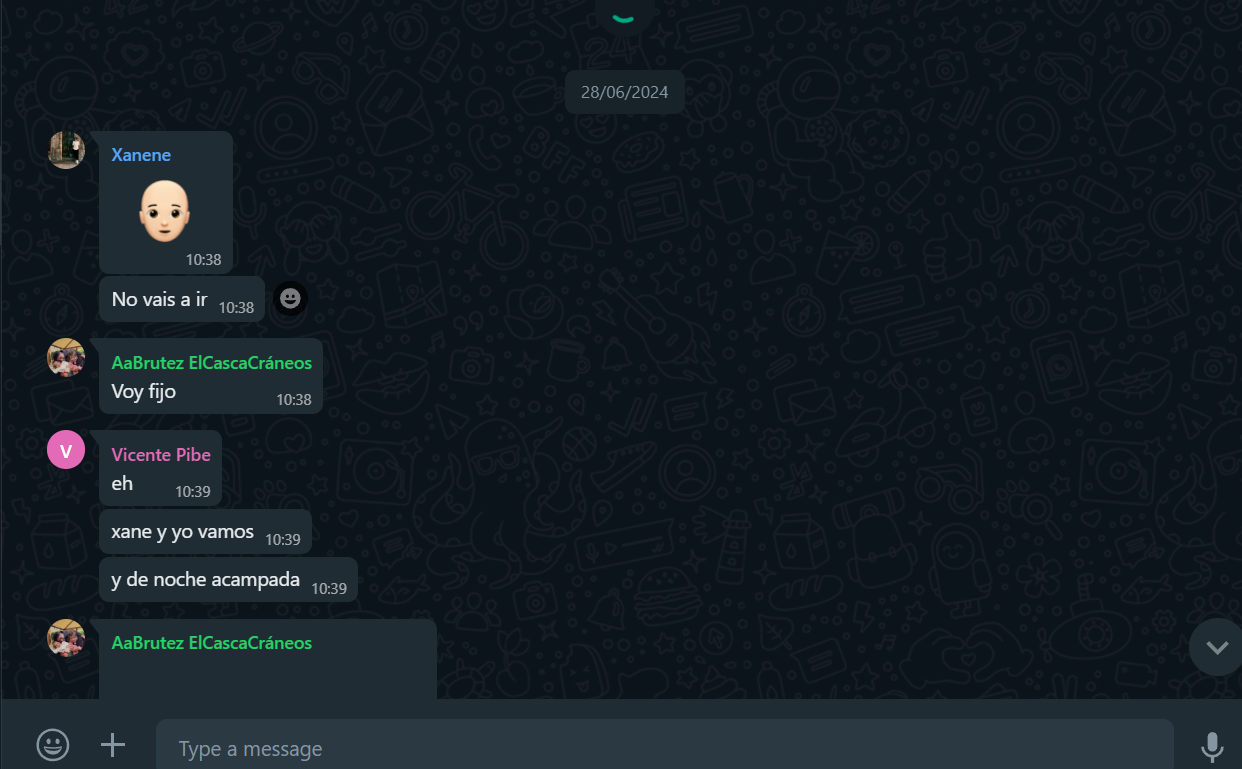 28/06/2024
Xanene
10:38
No vais a ir 10:38
AaBrutez ElCascaCráneos
Voy fijo 10:38
V
Vicente Pibe
eh 10:39
xane y yo vamos 10:39
y de noche acampada 10:39
AaBrutez ElCascaCráneos
Type a message